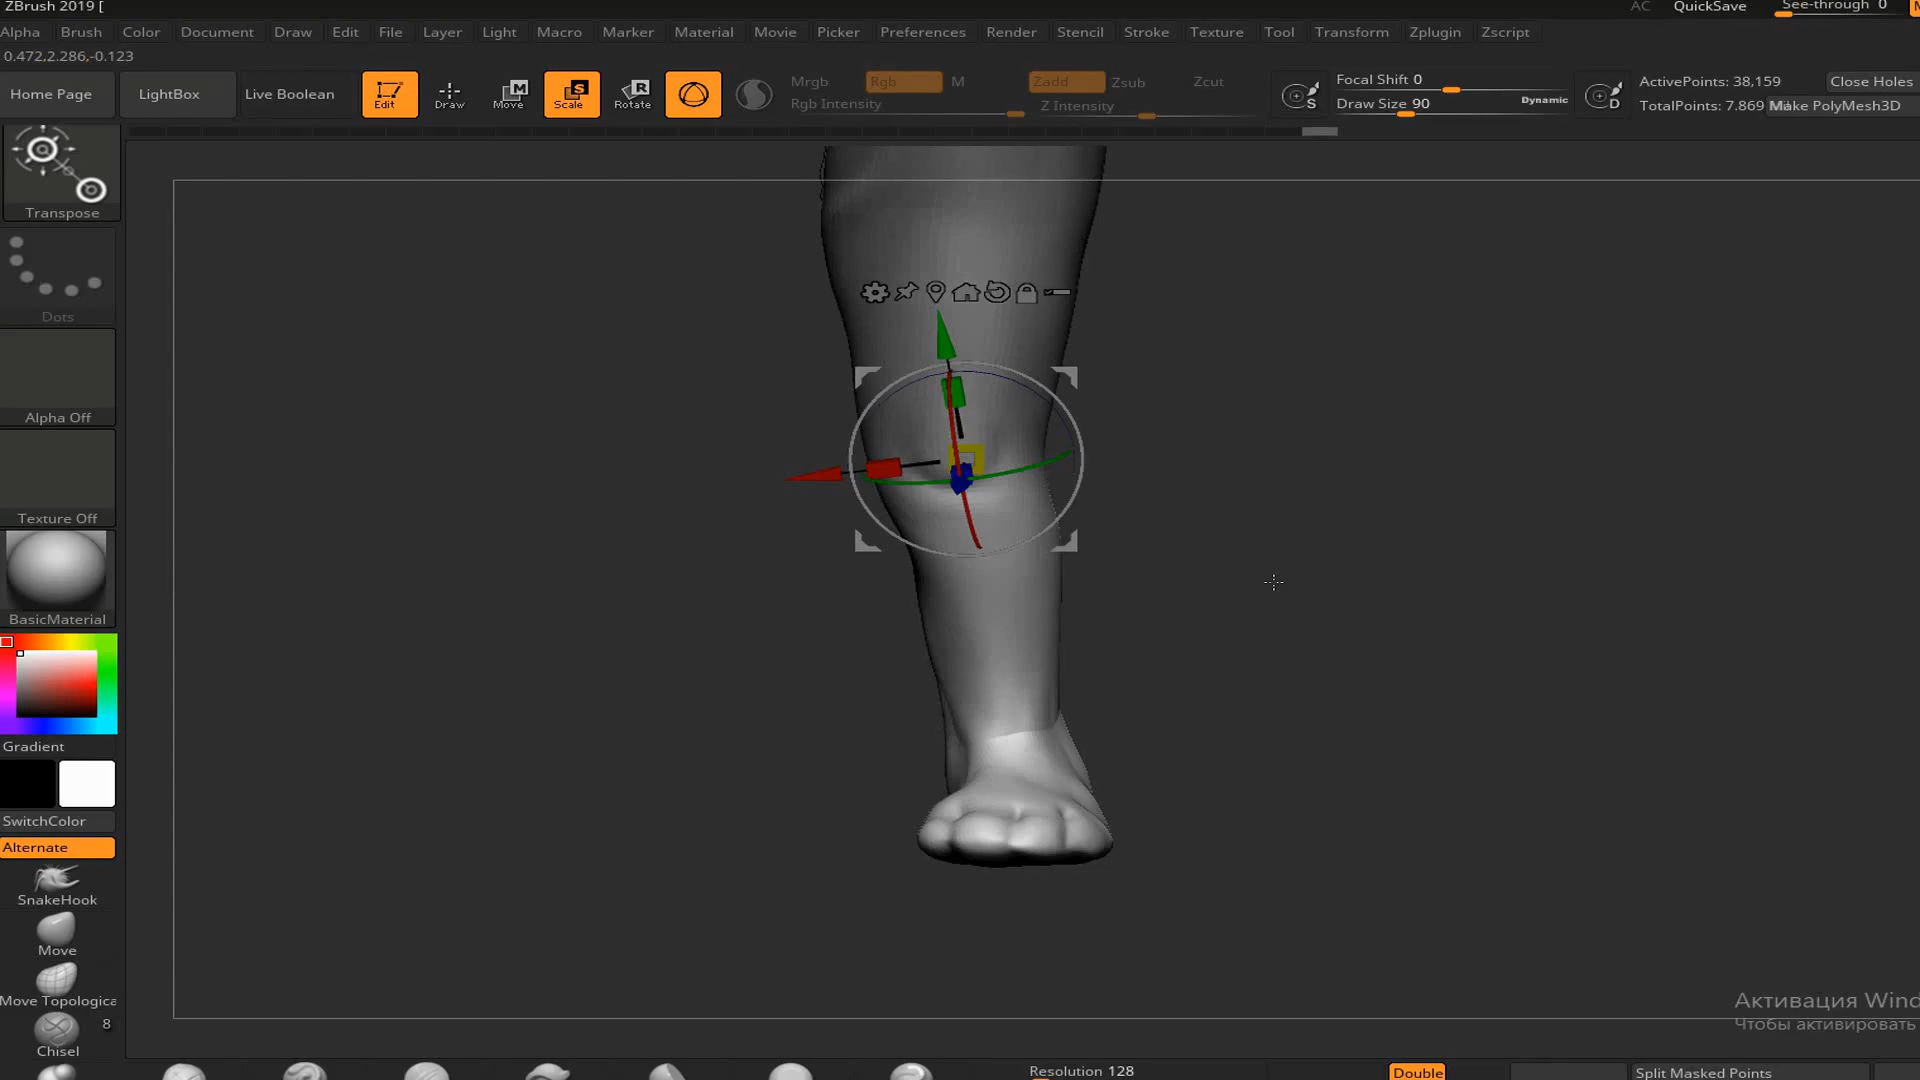 ZBrush 2019 [
AC QuickSave See-through 0
Alpha Brush Color Document Draw Edit File Layer Light Macro Marker Material Movie Picker Preferences Render Stencil Stroke Texture Tool Transform Zplugin Zscript
0.472,2.286,-0.123
Home Page LightBox Live Boolean Edit Draw Move Scale Rotate
M S R
Mrgb Rgb M Zadd Zsub Zcut
Rgb Intensity Z Intensity
S Focal Shift 0
Draw Size 90 Dynamic
D ActivePoints: 38,159 Close Holes
TotalPoints: 7.869 Make PolyMesh3D
Transpose
Dots
Alpha Off
Texture Off
BasicMaterial
Gradient
SwitchColor
Alternate
SnakeHook
Move
Move Topologica
8
Chisel
Активация Wind
Чтобы активировать
Resolution 128 Double Split Masked Points